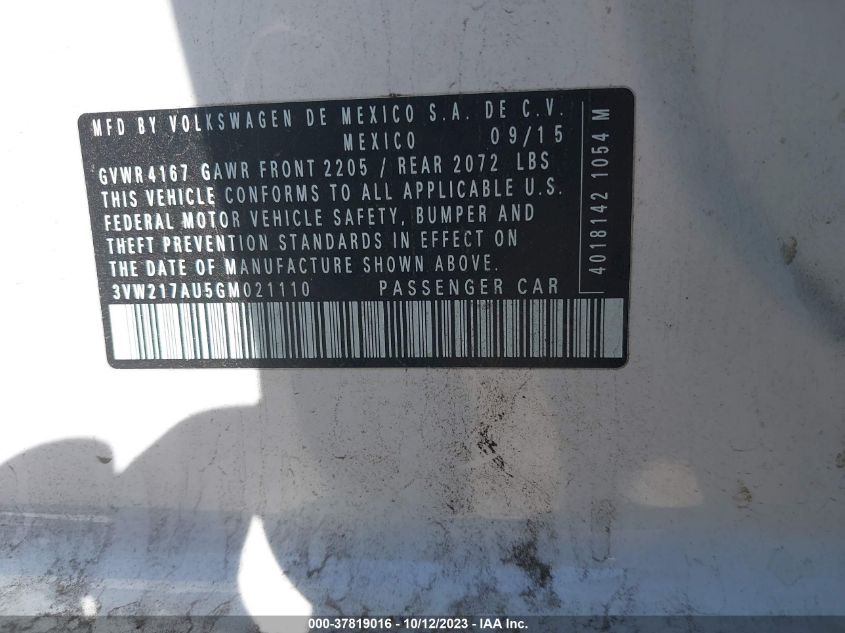 MFD BY VOLKSWAGEN DE MEXICO S.A. DE C.V.
MEXICO 09/15
GVWR 4167 GAWR FRONT 2205 / REAR 2072 LBS
THIS VEHICLE CONFORMS TO ALL APPLICABLE U.S.
FEDERAL MOTOR VEHICLE SAFETY, BUMPER AND
THEFT PREVENTION STANDARDS IN EFFECT ON
THE DATE OF MANUFACTURE SHOWN ABOVE.
3VW217AU5GM021110 PASSENGER CAR
4018142 1054 M
000-37819016 - 10/12/2023 - IAA Inc.